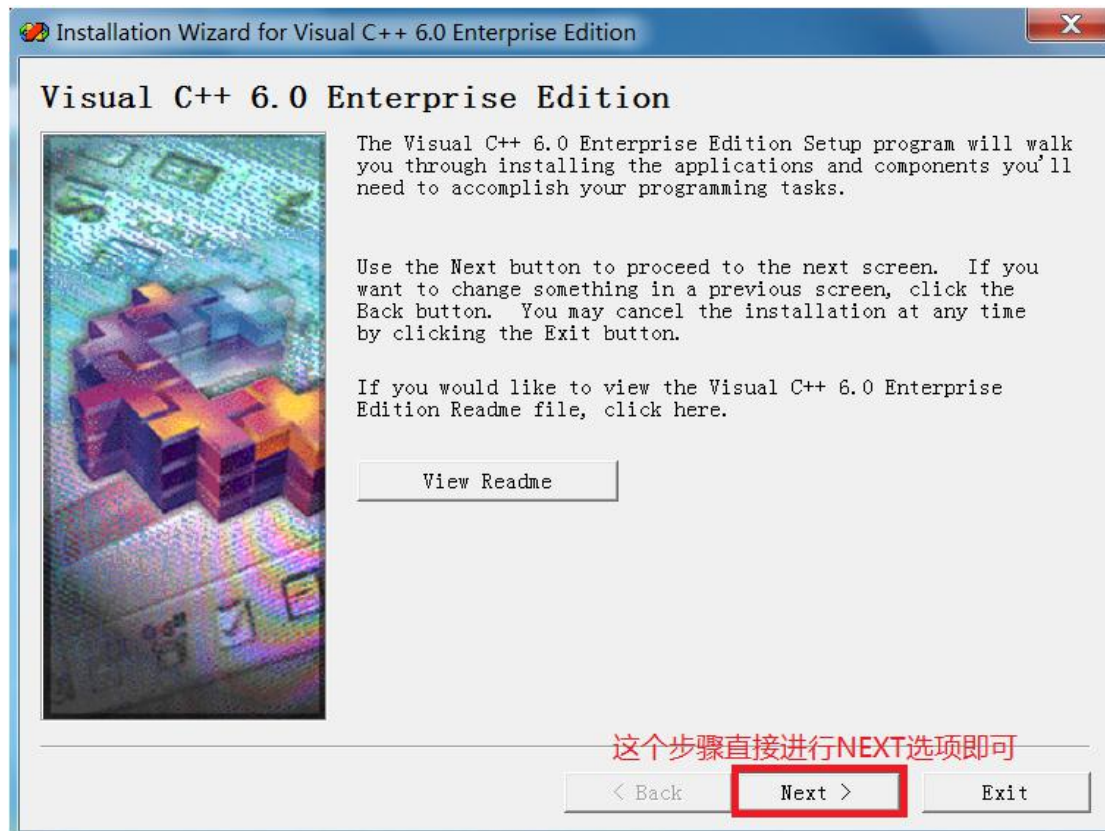 Installation Wizard for Visual C++ 6.0 Enterprise Edition
Visual C++ 6.0 Enterprise Edition
The Visual C++ 6.0 Enterprise Edition Setup program will walk
you through installing the applications and components you'll
need to accomplish your programming tasks.
Use the Next button to proceed to the next screen. If you
want to change something in a previous screen, click the
Back button. You may cancel the installation at any time
by clicking the Exit button.
If you would like to view the Visual C++ 6.0 Enterprise
Edition Readme file, click here.
View Readme
这个步骤直接进行NEXT选项即可
< Back Next > Exit